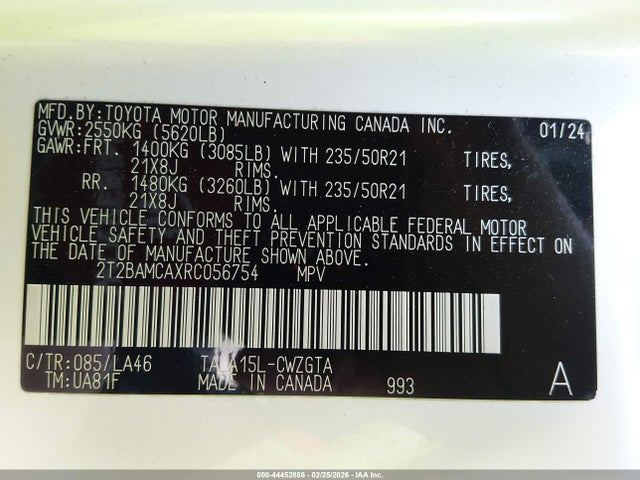 MFD.BY:TOYOTA MOTOR MANUFACTURING CANADA INC. 01/24
GVWR:2550KG (5620LB)
GAWR:FRT. 1400KG (3085LB) WITH 235/50R21 TIRES,
21X8J RIMS.
RR. 1480KG (3260LB) WITH 235/50R21 TIRES,
21X8J RIMS.
THIS VEHICLE CONFORMS TO ALL APPLICABLE FEDERAL MOTOR
VEHICLE SAFETY AND THEFT PREVENTION STANDARDS IN EFFECT ON
THE DATE OF MANUFACTURE SHOWN ABOVE.
2T2BAMCAXRC056754 MPV
C/TR:085/LA46 TALA15L-CWZGTA
TM:UA81F MADE IN CANADA 993 A
000-44452886 - 02/25/2026 - Copyright IAA, Inc.